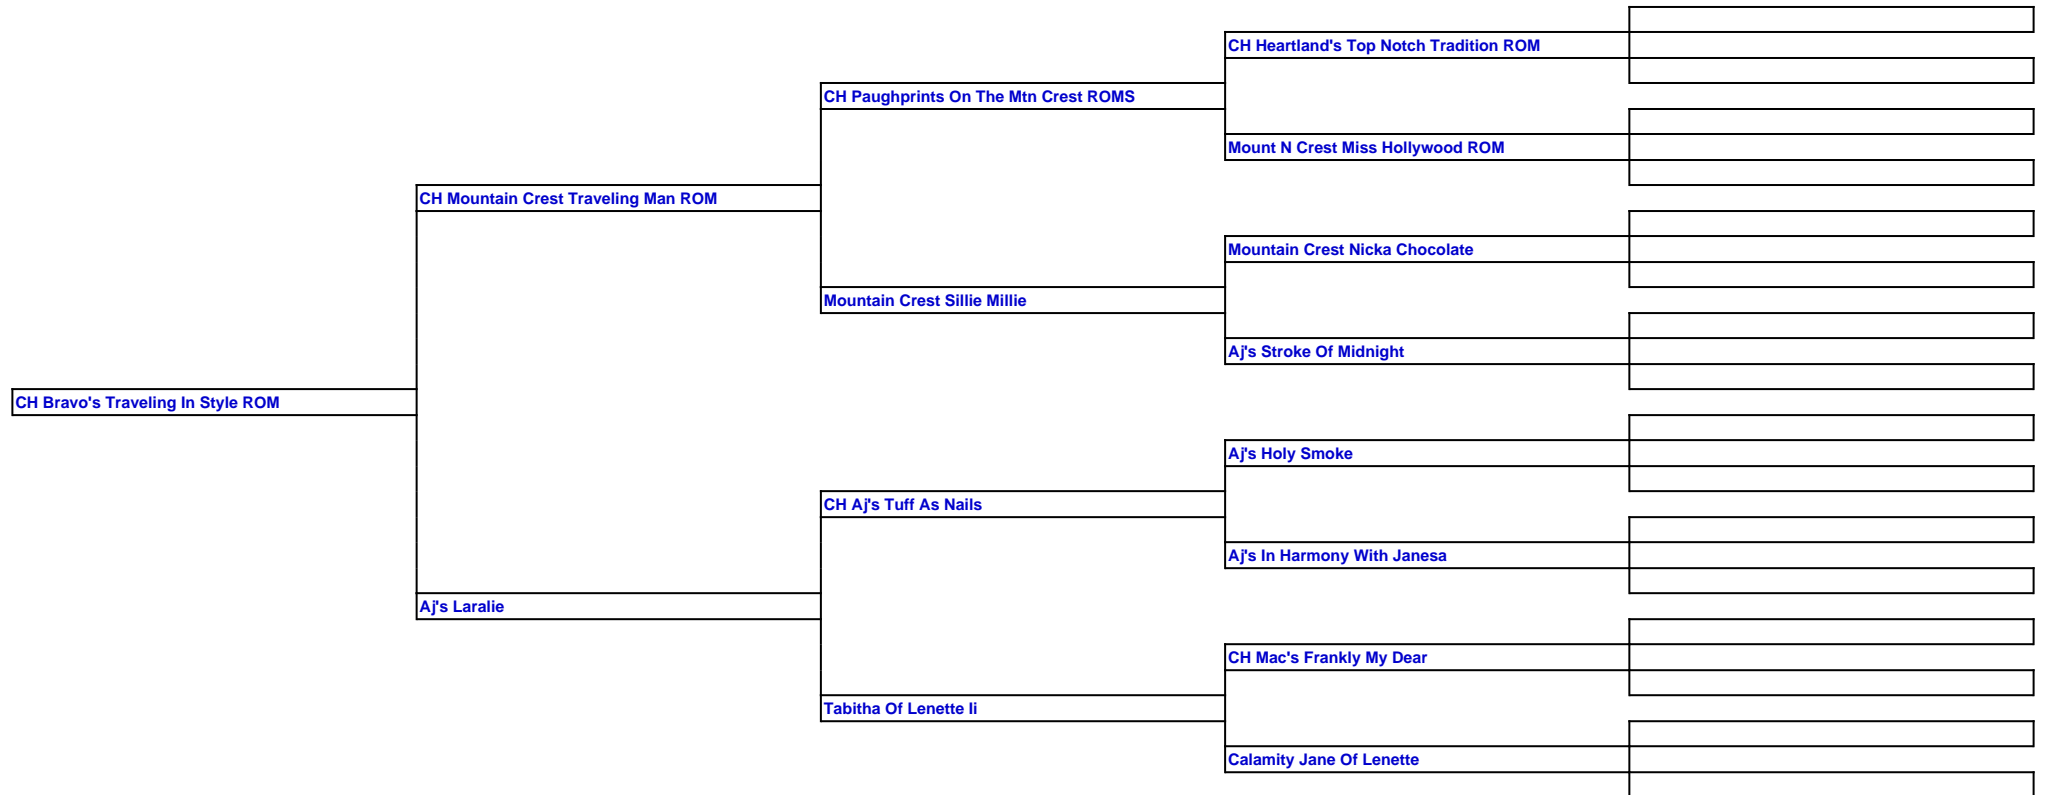 CH Heartland's Top Notch Tradition ROM
CH Paughprints On The Mtn Crest ROMS
Mount N Crest Miss Hollywood ROM
CH Mountain Crest Traveling Man ROM
Mountain Crest Nicka Chocolate
Mountain Crest Sillie Millie
Aj's Stroke Of Midnight
CH Bravo's Traveling In Style ROM
Aj's Holy Smoke
CH Aj's Tuff As Nails
Aj's In Harmony With Janesa
Aj's Laralie
CH Mac's Frankly My Dear
Tabitha Of Lenette Ii
Calamity Jane Of Lenette